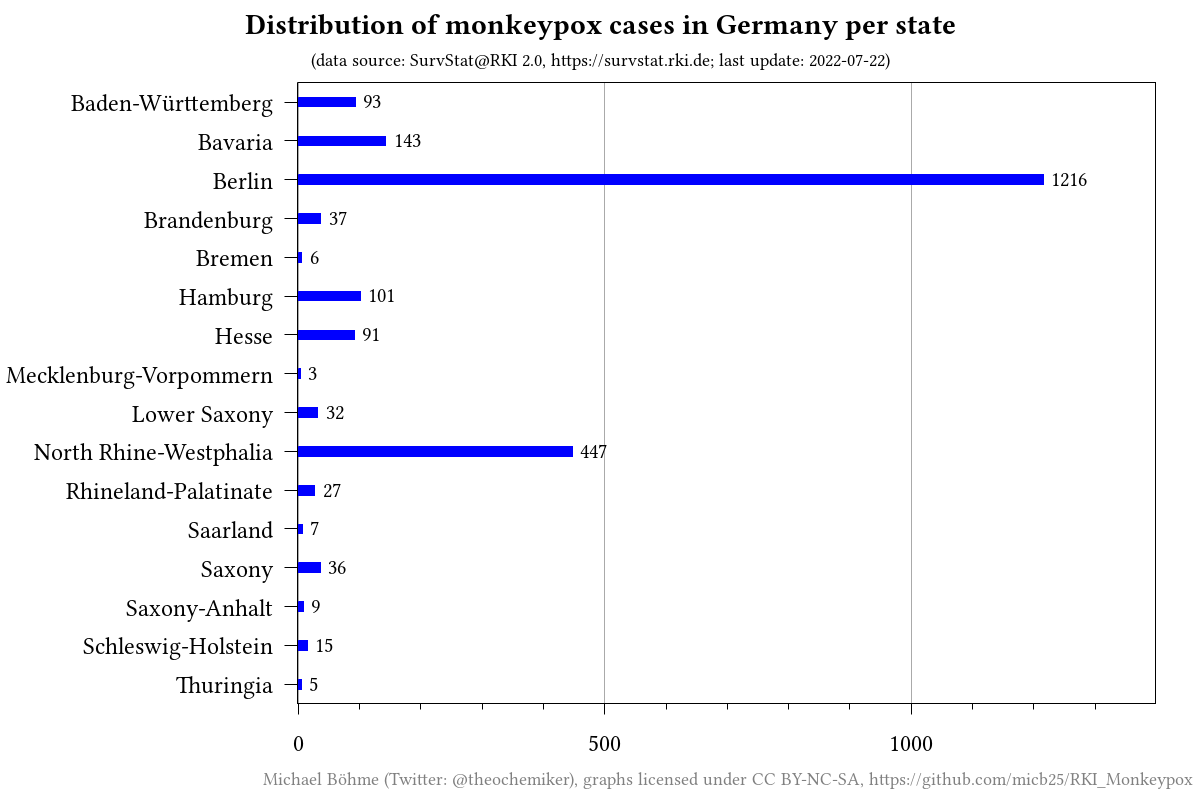 Distribution of monkeypox cases in Germany per state
(data source: SurvStat@RKI 2.0, https://survstat.rki.de; last update: 2022-07-22)
Baden-Württemberg 93
Bavaria 143
Berlin 1216
Brandenburg 37
Bremen 6
Hamburg 101
Hesse 91
Mecklenburg-Vorpommern 3
Lower Saxony 32
North Rhine-Westphalia 447
Rhineland-Palatinate 27
Saarland 7
Saxony 36
Saxony-Anhalt 9
Schleswig-Holstein 15
Thuringia 5
0 500 1000
Michael Böhme (Twitter: @theochemiker), graphs licensed under CC BY-NC-SA, https://github.com/micb25/RKI_Monkeypox